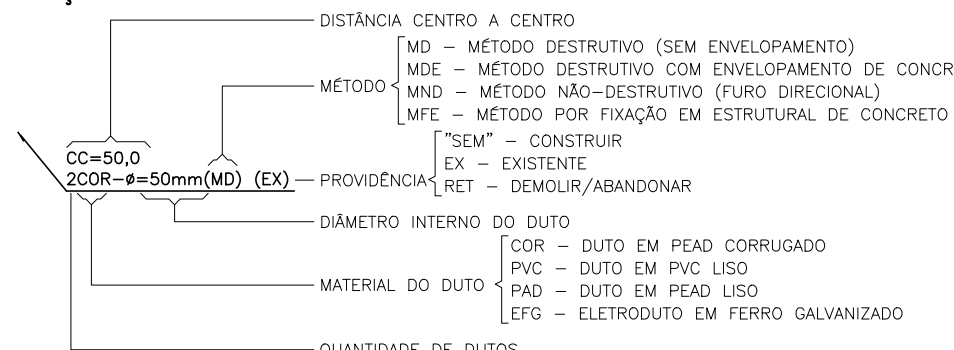 DISTÂNCIA CENTRO A CENTRO
MÉTODO
MD – MÉTODO DESTRUTIVO (SEM ENVELOPAMENTO)
MDE – MÉTODO DESTRUTIVO COM ENVELOPAMENTO DE CONCR
MND – MÉTODO NÃO-DESTRUTIVO (FURO DIRECIONAL)
MFE – MÉTODO POR FIXAÇÃO EM ESTRUTURAL DE CONCRETO
CC=50,0
2COR-ø=50mm(MD) (EX)
PROVIDÊNCIA
"SEM" – CONSTRUIR
EX – EXISTENTE
RET – DEMOLIR/ABANDONAR
DIÂMETRO INTERNO DO DUTO
MATERIAL DO DUTO
COR – DUTO EM PEAD CORRUGADO
PVC – DUTO EM PVC LISO
PAD – DUTO EM PEAD LISO
EFG – ELETRODUTO EM FERRO GALVANIZADO
QUANTIDADE DE DUTOS